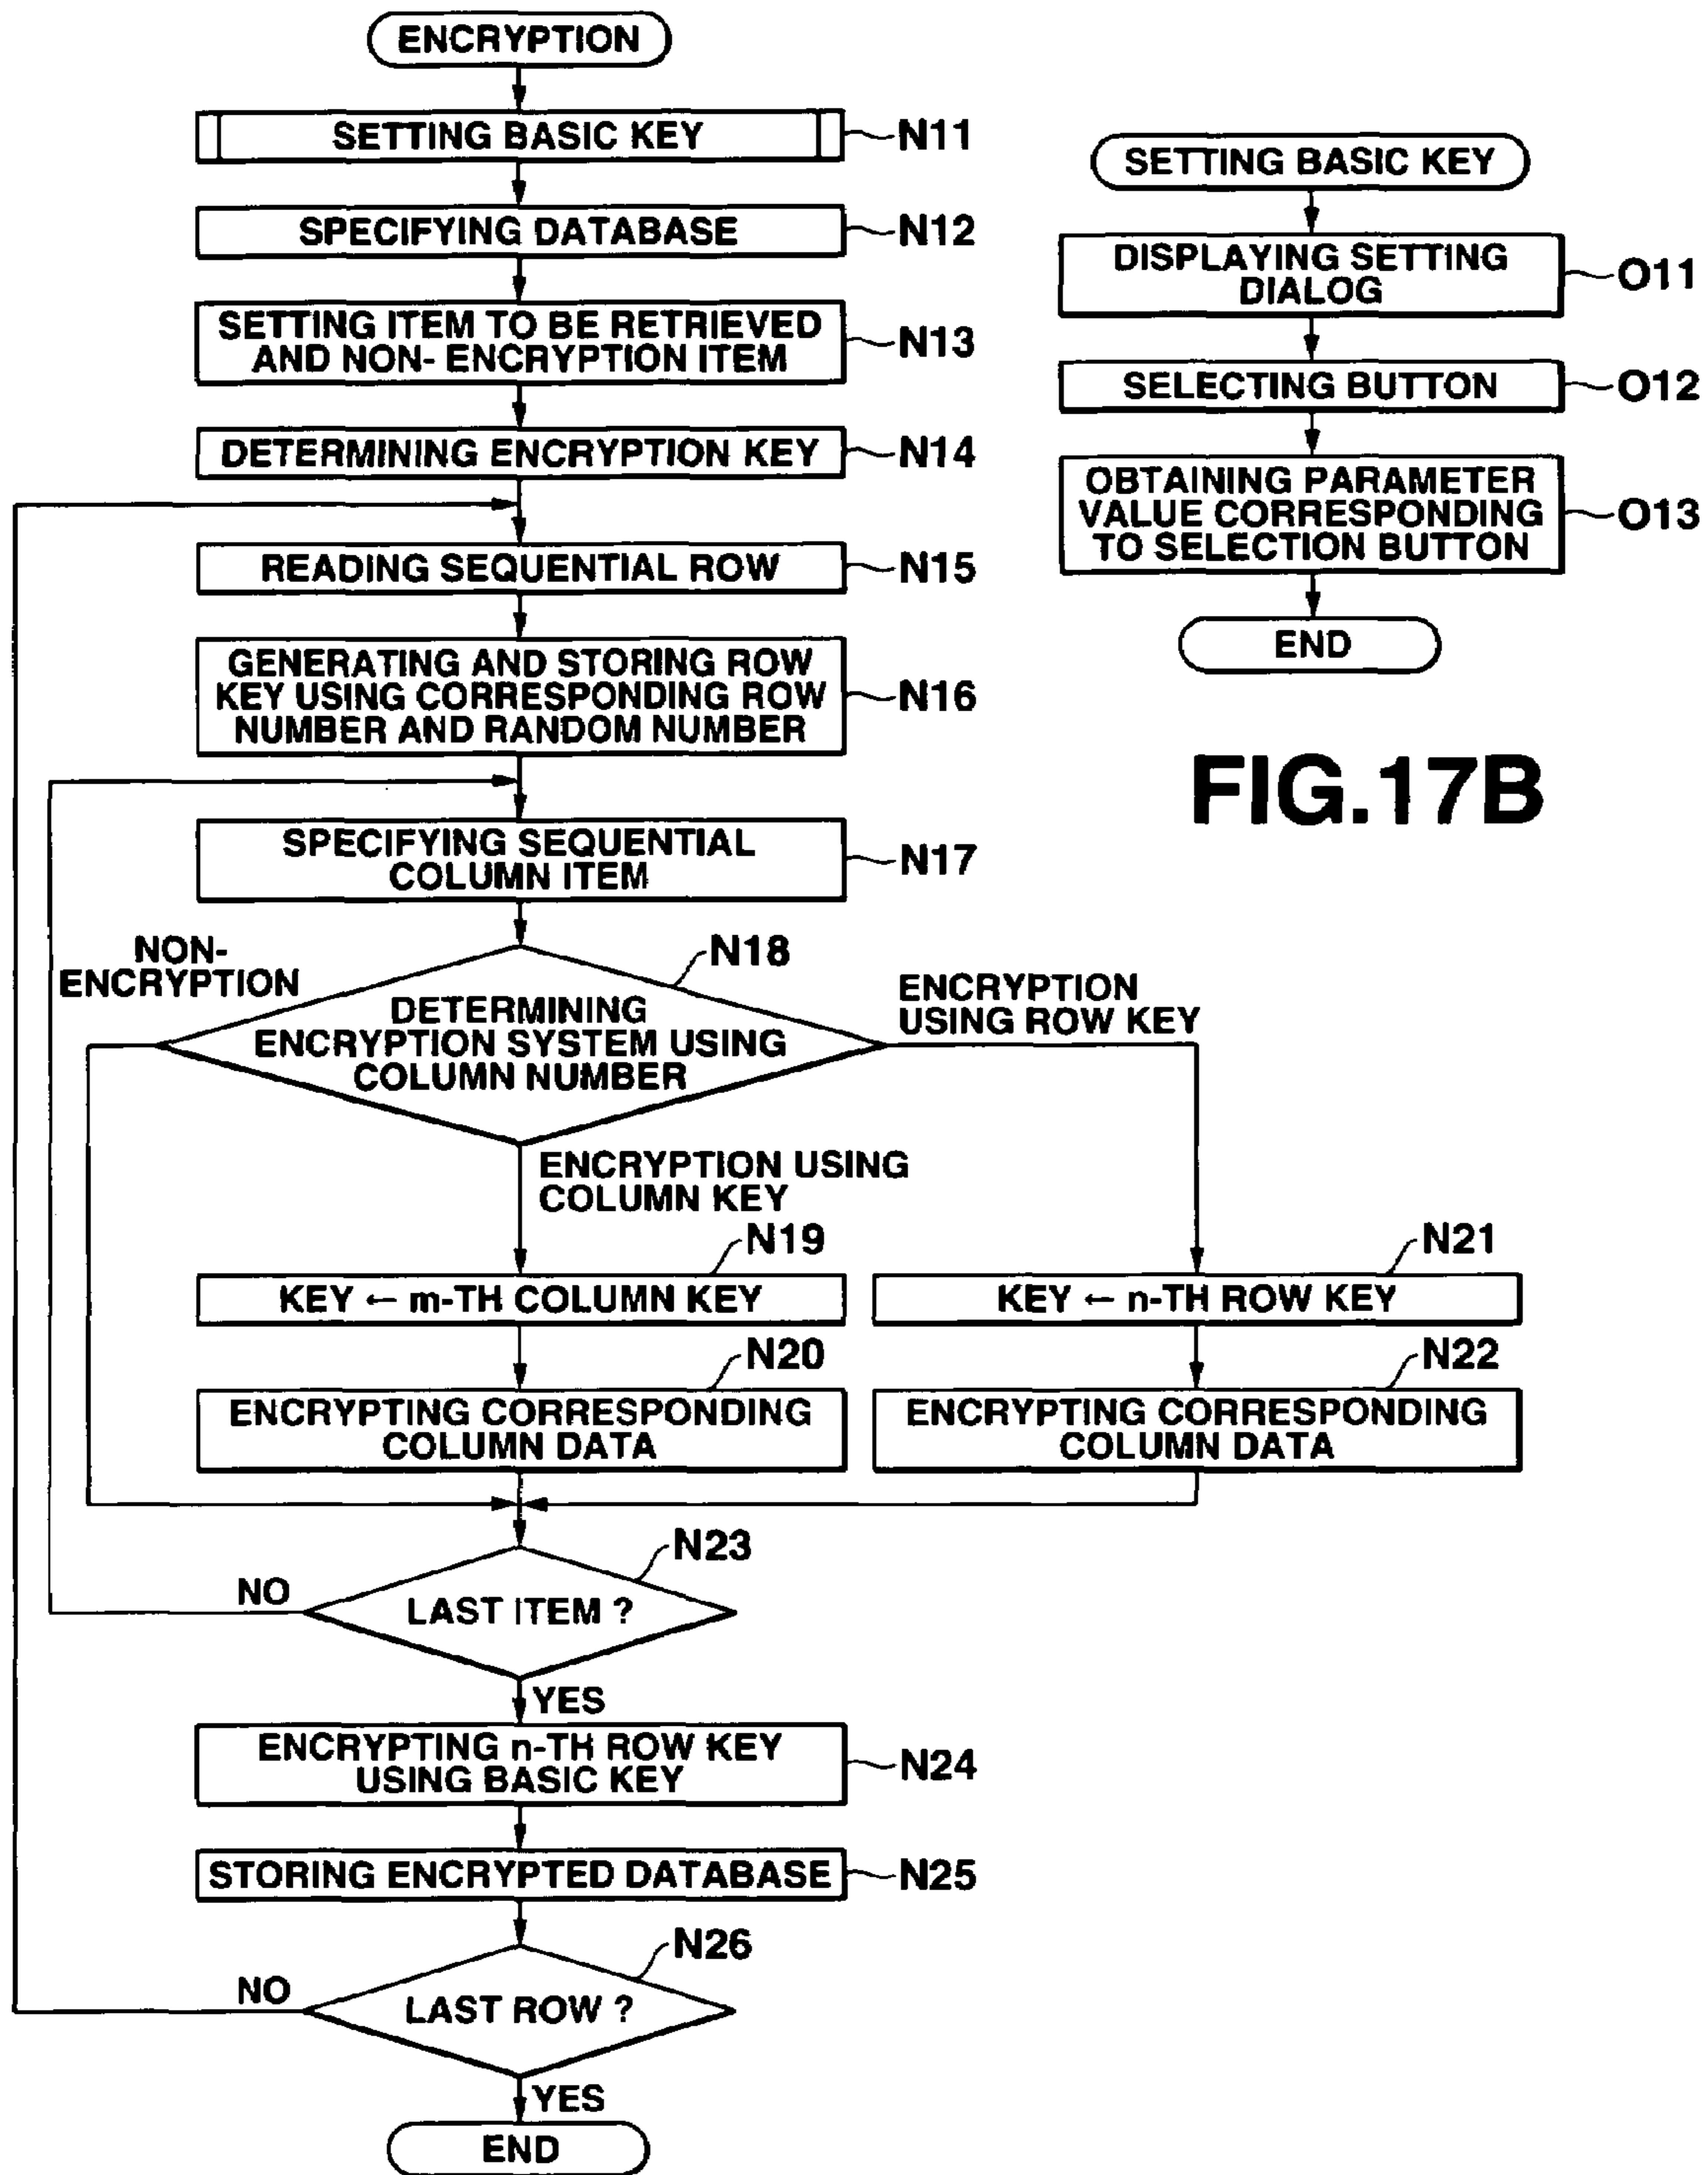 ENCRYPTION
SETTING BASIC KEY
N11
SPECIFYING DATABASE
N12
SETTING ITEM TO BE RETRIEVED
AND NON- ENCRYPTION ITEM
N13
DETERMINING ENCRYPTION KEY
N14
READING SEQUENTIAL ROW
N15
GENERATING AND STORING ROW
KEY USING CORRESPONDING ROW
NUMBER AND RANDOM NUMBER
N16
SPECIFYING SEQUENTIAL
COLUMN ITEM
N17
NON-
ENCRYPTION
N18
DETERMINING
ENCRYPTION SYSTEM USING
COLUMN NUMBER
ENCRYPTION
USING ROW KEY
ENCRYPTION USING
COLUMN KEY
N19
KEY ← m-TH COLUMN KEY
N20
ENCRYPTING CORRESPONDING
COLUMN DATA
N21
KEY ← n-TH ROW KEY
N22
ENCRYPTING CORRESPONDING
COLUMN DATA
N23
NO
LAST ITEM ?
YES
ENCRYPTING n-TH ROW KEY
USING BASIC KEY
N24
STORING ENCRYPTED DATABASE
N25
N26
NO
LAST ROW ?
YES
END
SETTING BASIC KEY
DISPLAYING SETTING
DIALOG
O11
SELECTING BUTTON
O12
OBTAINING PARAMETER
VALUE CORRESPONDING
TO SELECTION BUTTON
O13
END
FIG.17B